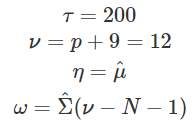 τ = 200
ν = p + 9 = 12
η = μ̂
ω = Σ̂(ν − N − 1)